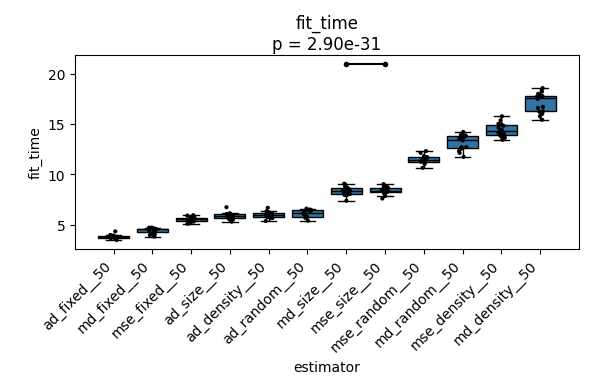 fit_time
p = 2.90e-31
fit_time
20
15
10
5
ad_fixed__50
md_fixed__50
mse_fixed__50
ad_size__50
ad_density__50
ad_random__50
md_size__50
mse_size__50
mse_random__50
md_random__50
mse_density__50
md_density__50
estimator